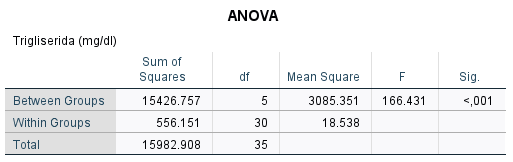 ANOVA
Trigliserida (mg/dl)
Sum of Squares df Mean Square F Sig.
Between Groups 15426.757 5 3085.351 166.431 <,001
Within Groups 556.151 30 18.538
Total 15982.908 35